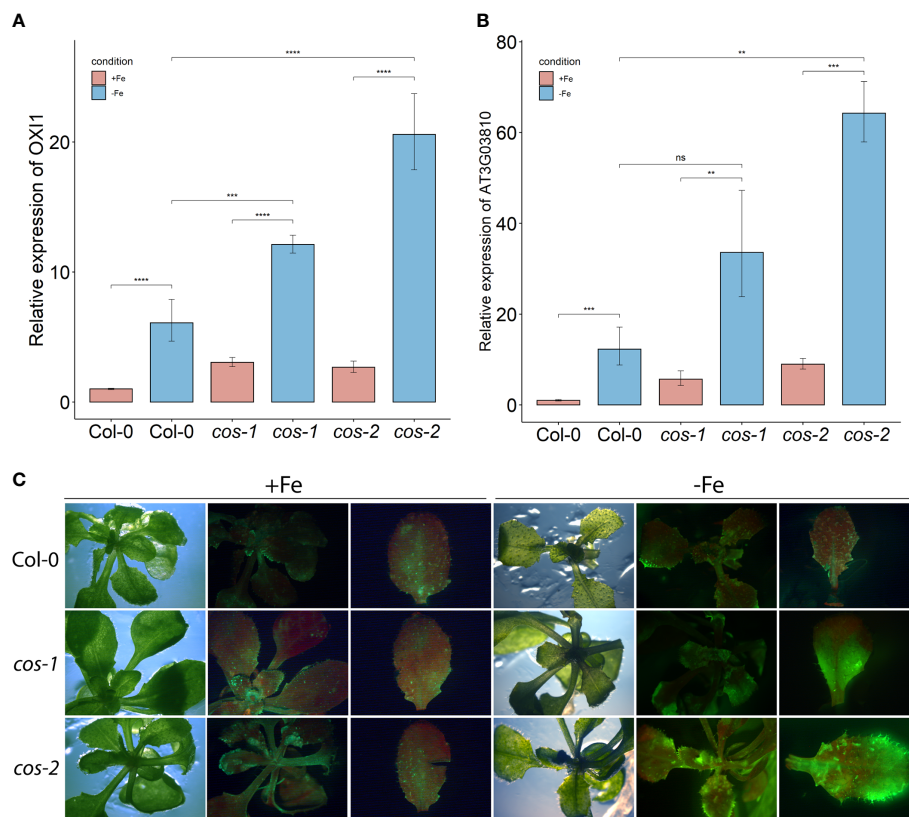 A
Relative expression of OXI1
20
10
0
condition
+Fe
-Fe
****
****
***
****
****
Col-0 Col-0 cos-1 cos-1 cos-2 cos-2
B
Relative expression of AT3G03810
80
60
40
20
0
condition
+Fe
-Fe
**
***
ns
**
***
Col-0 Col-0 cos-1 cos-1 cos-2 cos-2
C
+Fe -Fe
Col-0
cos-1
cos-2